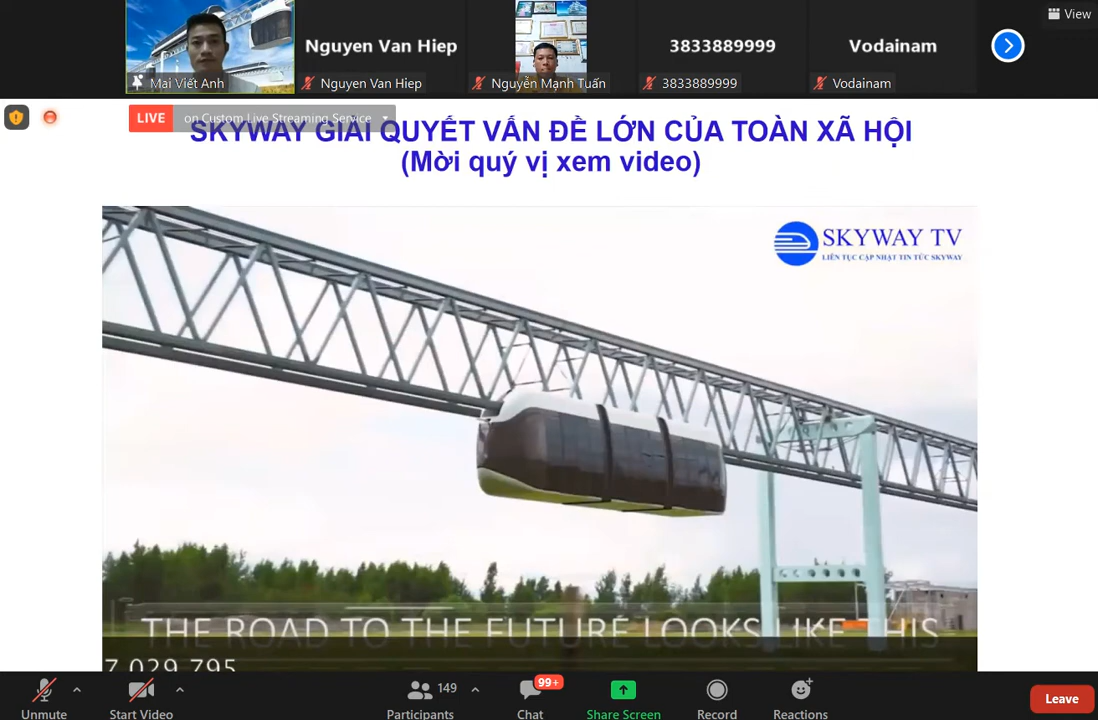 View
Nguyen Van Hiep
3833889999
Vodainam
Mai Viết Anh
Nguyen Van Hiep
Nguyễn Mạnh Tuấn
3833889999
Vodainam
LIVE on Custom Live Streaming Service
SKYWAY GIẢI QUYẾT VẤN ĐỀ LỚN CỦA TOÀN XÃ HỘI
(Mời quý vị xem video)
SKYWAY TV
LIÊN TỤC CẬP NHẬT TIN TỨC SKYWAY
THE ROAD TO THE FUTURE LOOKS LIKE THIS
7 029 795
149
99+
Unmute
Start Video
Participants
Chat
Share Screen
Record
Reactions
Leave